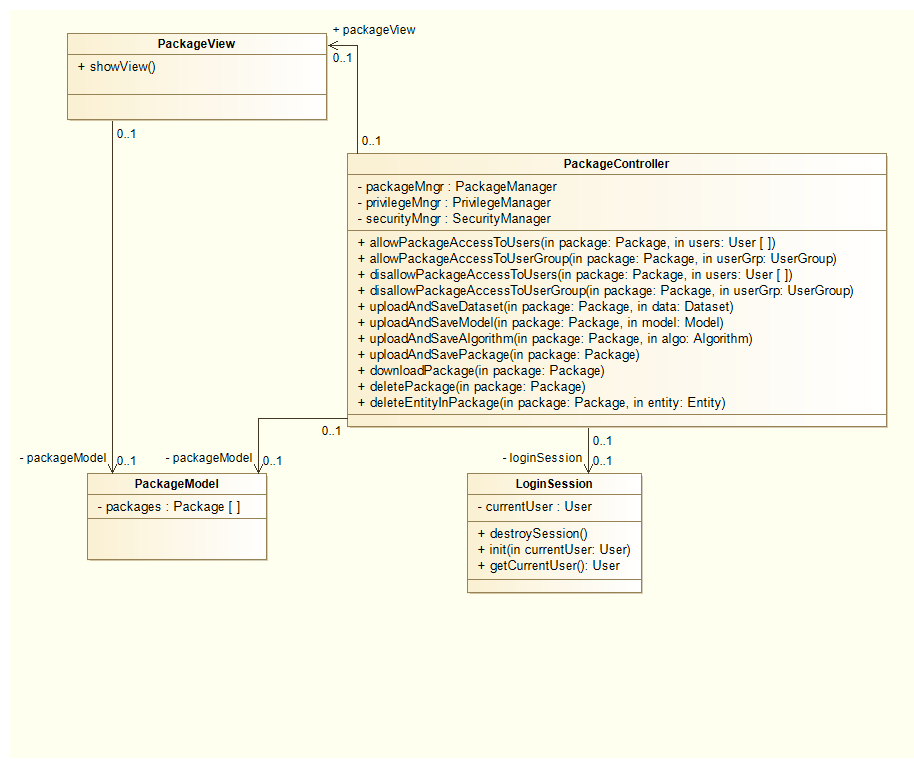 + packageView
PackageView
+ showView()
0..1
0..1
0..1
PackageController
- packageMngr : PackageManager
- privilegeMngr : PrivilegeManager
- securityMngr : SecurityManager
+ allowPackageAccessToUsers(in package: Package, in users: User [ ])
+ allowPackageAccessToUserGroup(in package: Package, in userGrp: UserGroup)
+ disallowPackageAccessToUsers(in package: Package, in users: User [ ])
+ disallowPackageAccessToUserGroup(in package: Package, in userGrp: UserGroup)
+ uploadAndSaveDataset(in package: Package, in data: Dataset)
+ uploadAndSaveModel(in package: Package, in model: Model)
+ uploadAndSaveAlgorithm(in package: Package, in algo: Algorithm)
+ uploadAndSavePackage(in package: Package)
+ downloadPackage(in package: Package)
+ deletePackage(in package: Package)
+ deleteEntityInPackage(in package: Package, in entity: Entity)
0..1
0..1
- packageModel
0..1
- packageModel
0..1
- loginSession
0..1
PackageModel
- packages : Package [ ]
LoginSession
- currentUser : User
+ destroySession()
+ init(in currentUser: User)
+ getCurrentUser(): User